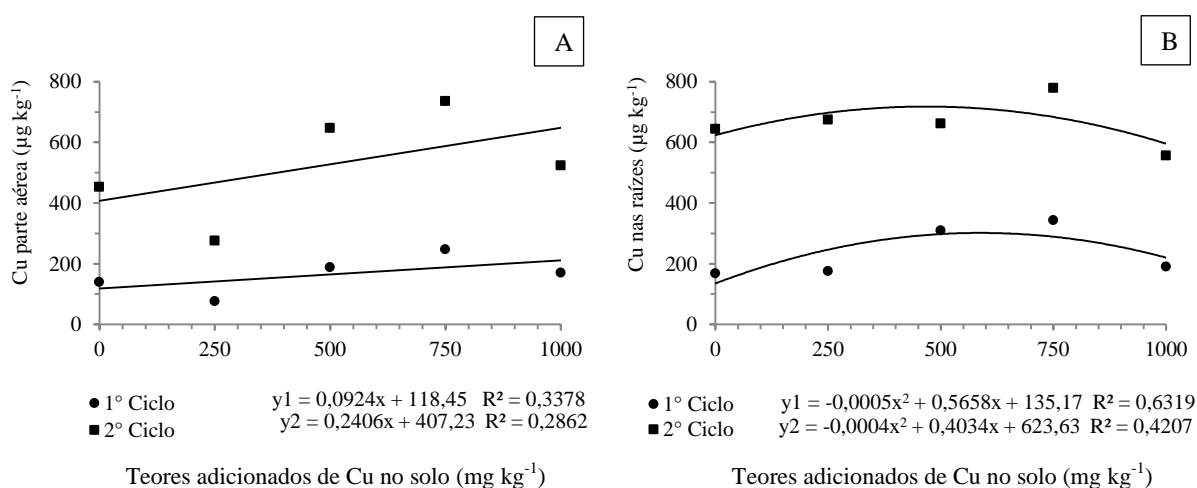 A
Cu parte aérea (µg kg⁻¹)
800
600
400
200
0
0 250 500 750 1000
1° Ciclo y1 = 0,0924x + 118,45 R² = 0,3378
2° Ciclo y2 = 0,2406x + 407,23 R² = 0,2862
Teores adicionados de Cu no solo (mg kg⁻¹)
B
Cu nas raízes (µg kg⁻¹)
800
600
400
200
0
0 250 500 750 1000
1° Ciclo y1 = -0,0005x² + 0,5658x + 135,17 R² = 0,6319
2° Ciclo y2 = -0,0004x² + 0,4034x + 623,63 R² = 0,4207
Teores adicionados de Cu no solo (mg kg⁻¹)